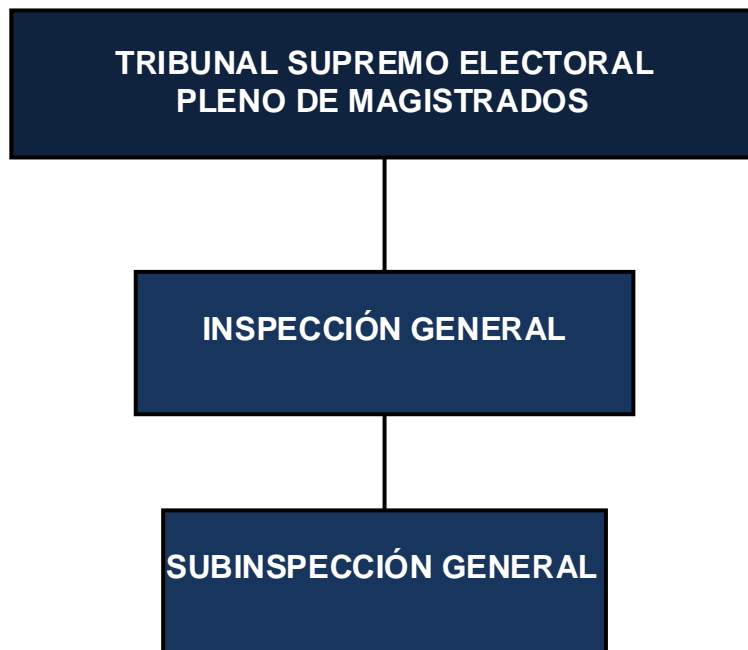 TRIBUNAL SUPREMO ELECTORAL
PLENO DE MAGISTRADOS
INSPECCIÓN GENERAL
SUBINSPECCIÓN GENERAL